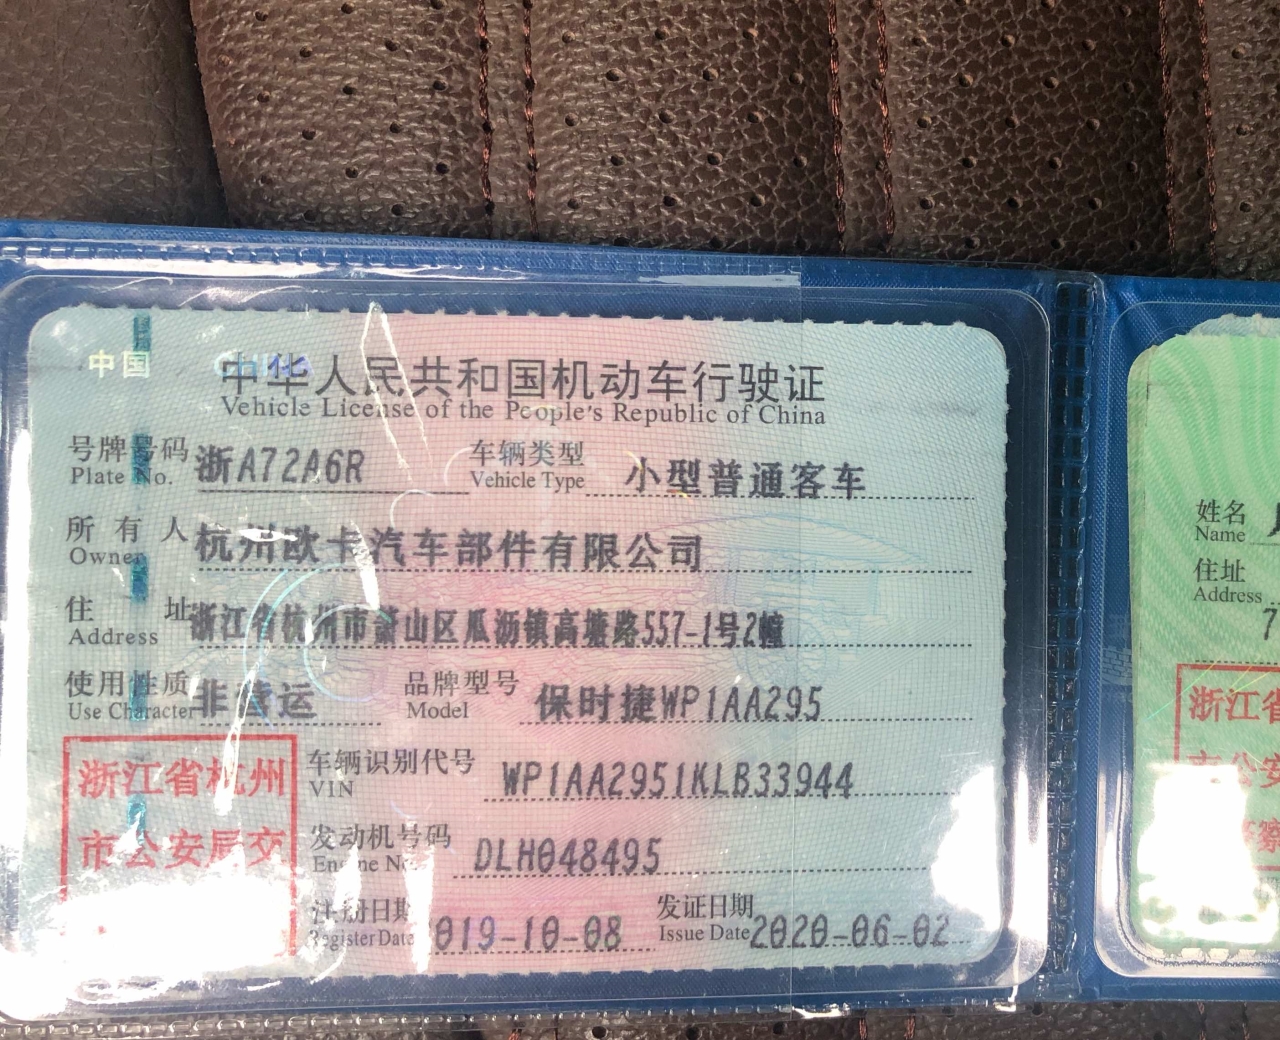 中国 CHINA
中华人民共和国机动车行驶证
Vehicle License of the People's Republic of China
号牌号码 浙A72A6R 车辆类型 小型普通客车
Plate No. Vehicle Type
所有人 杭州欧卡汽车部件有限公司
Owner
住址 浙江省杭州市萧山区瓜沥镇高塘路557-1号2幢
Address
使用性质 非营运 品牌型号 保时捷WP1AA295
Use Character Model
浙江省杭州
市公安局交
车辆识别代号 WP1AA2951KLB33944
VIN
发动机号码 DLH048495
Engine No.
注册日期 019-10-08 发证日期 2020-06-02
Register Date Issue Date
姓名
Name
住址
Address
7
浙江省
市公安
察